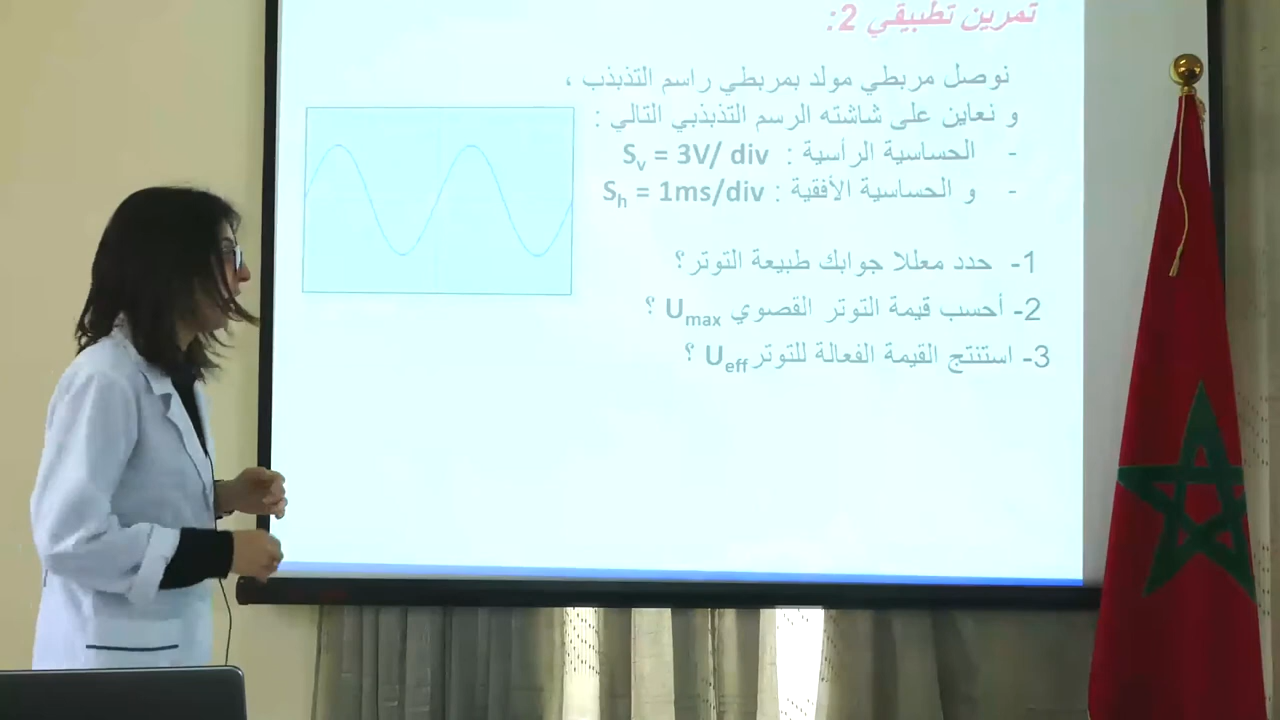 تمرين تطبيقي 2:
نوصل مربطي مولد بمربطي راسم التذبذب ،
و نعاين على شاشته الرسم التذبذبي التالي :
- الحساسية الرأسية : Sv = 3V/ div
- و الحساسية الأفقية : Sh = 1ms/div
1- حدد معللا جوابك طبيعة التوتر؟
2- أحسب قيمة التوتر القصوي Umax ؟
3- استنتج القيمة الفعالة للتوتر Ueff ؟